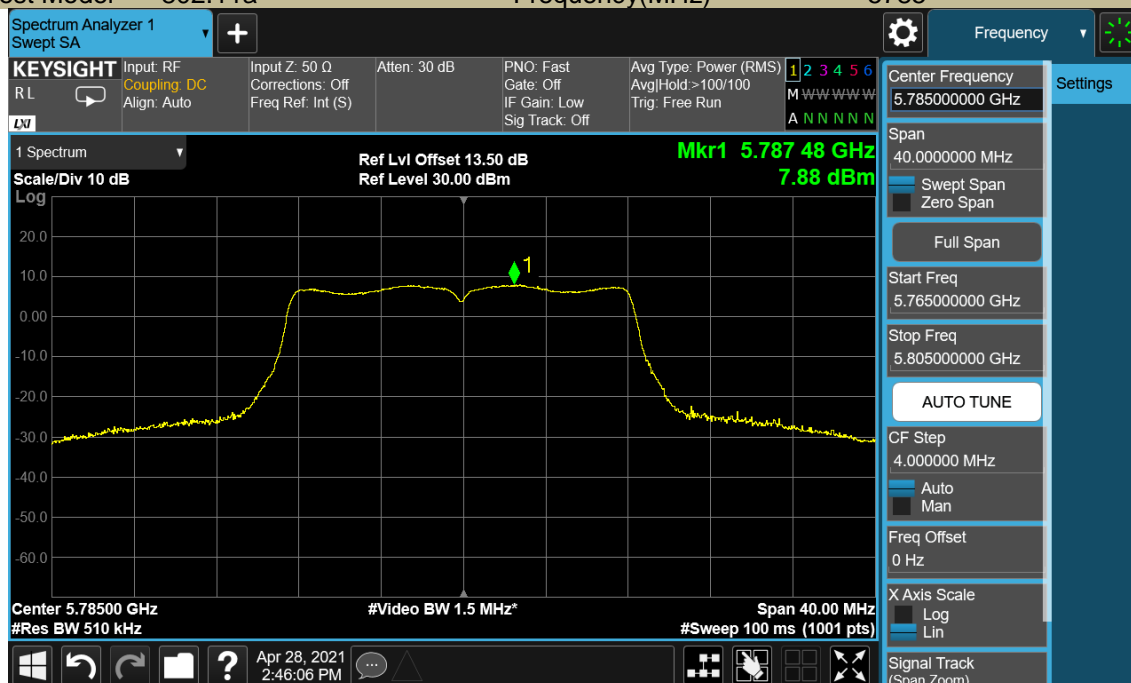 Frequency(MHz)
Spectrum Analyzer 1
Swept SA
Frequency
KEYSIGHT
RL
LXI
Input: RF
Coupling: DC
Align: Auto
Input Z: 50 Ω
Corrections: Off
Freq Ref: Int (S)
Atten: 30 dB
PNO: Fast
Gate: Off
IF Gain: Low
Sig Track: Off
Avg Type: Power (RMS)
Avg|Hold:>100/100
Trig: Free Run
1 2 3 4 5 6
M W W W W W W
A N N N N N N
1 Spectrum
Scale/Div 10 dB
Log
Ref Lvl Offset 13.50 dB
Ref Level 30.00 dBm
Mkr1 5.787 48 GHz
7.88 dBm
20.0
10.0
0.00
-10.0
-20.0
-30.0
-40.0
-50.0
-60.0
1
Center 5.78500 GHz
#Res BW 510 kHz
#Video BW 1.5 MHz*
Span 40.00 MHz
#Sweep 100 ms (1001 pts)
Apr 28, 2021
2:46:06 PM
?
Center Frequency
5.785000000 GHz
Settings
Span
40.0000000 MHz
Swept Span
Zero Span
Full Span
Start Freq
5.765000000 GHz
Stop Freq
5.805000000 GHz
AUTO TUNE
CF Step
4.000000 MHz
Auto
Man
Freq Offset
0 Hz
X Axis Scale
Log
Lin
Signal Track
(Span Zoom)